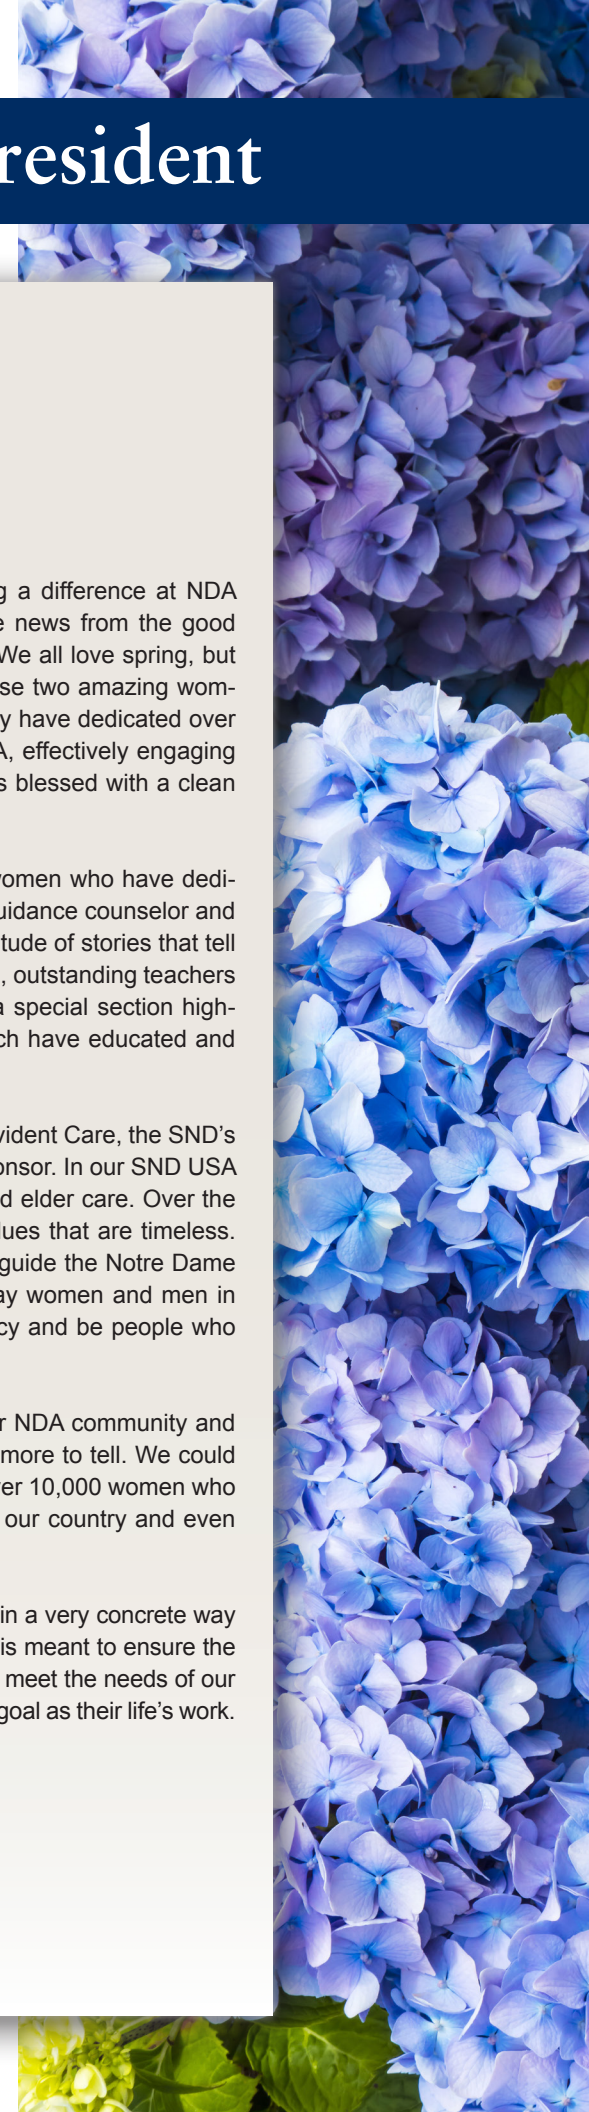 resident
g a difference at NDA
e news from the good
We all love spring, but
se two amazing wom-
y have dedicated over
A, effectively engaging
s blessed with a clean
women who have dedi-
uidance counselor and
tude of stories that tell
, outstanding teachers
a special section high-
ch have educated and
vident Care, the SND’s
onsor. In our SND USA
d elder care. Over the
lues that are timeless.
guide the Notre Dame
ay women and men in
cy and be people who
r NDA community and
more to tell. We could
er 10,000 women who
our country and even
in a very concrete way
is meant to ensure the
meet the needs of our
goal as their life’s work.